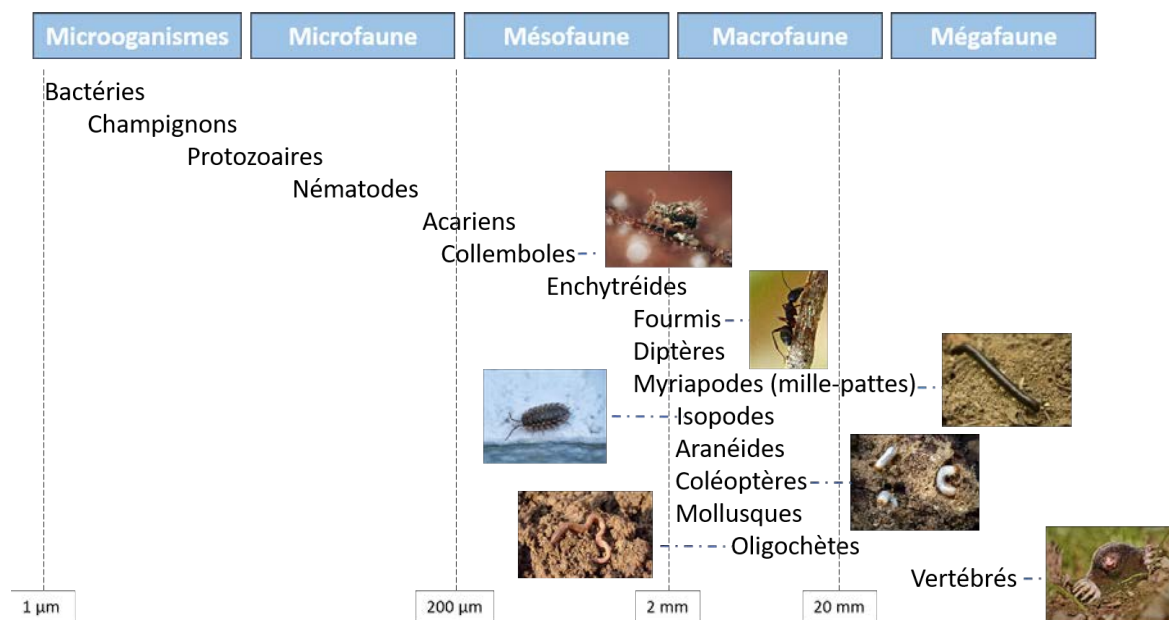 Microoganismes
Microfaune
Mésofaune
Macrofaune
Mégafaune
Bactéries
Champignons
Protozoaires
Nématodes
Acariens
Collemboles
Enchytréides
Fourmis
Diptères
Myriapodes (mille-pattes)
Isopodes
Aranéides
Coléoptères
Mollusques
Oligochètes
Vertébrés
1 µm
200 µm
2 mm
20 mm